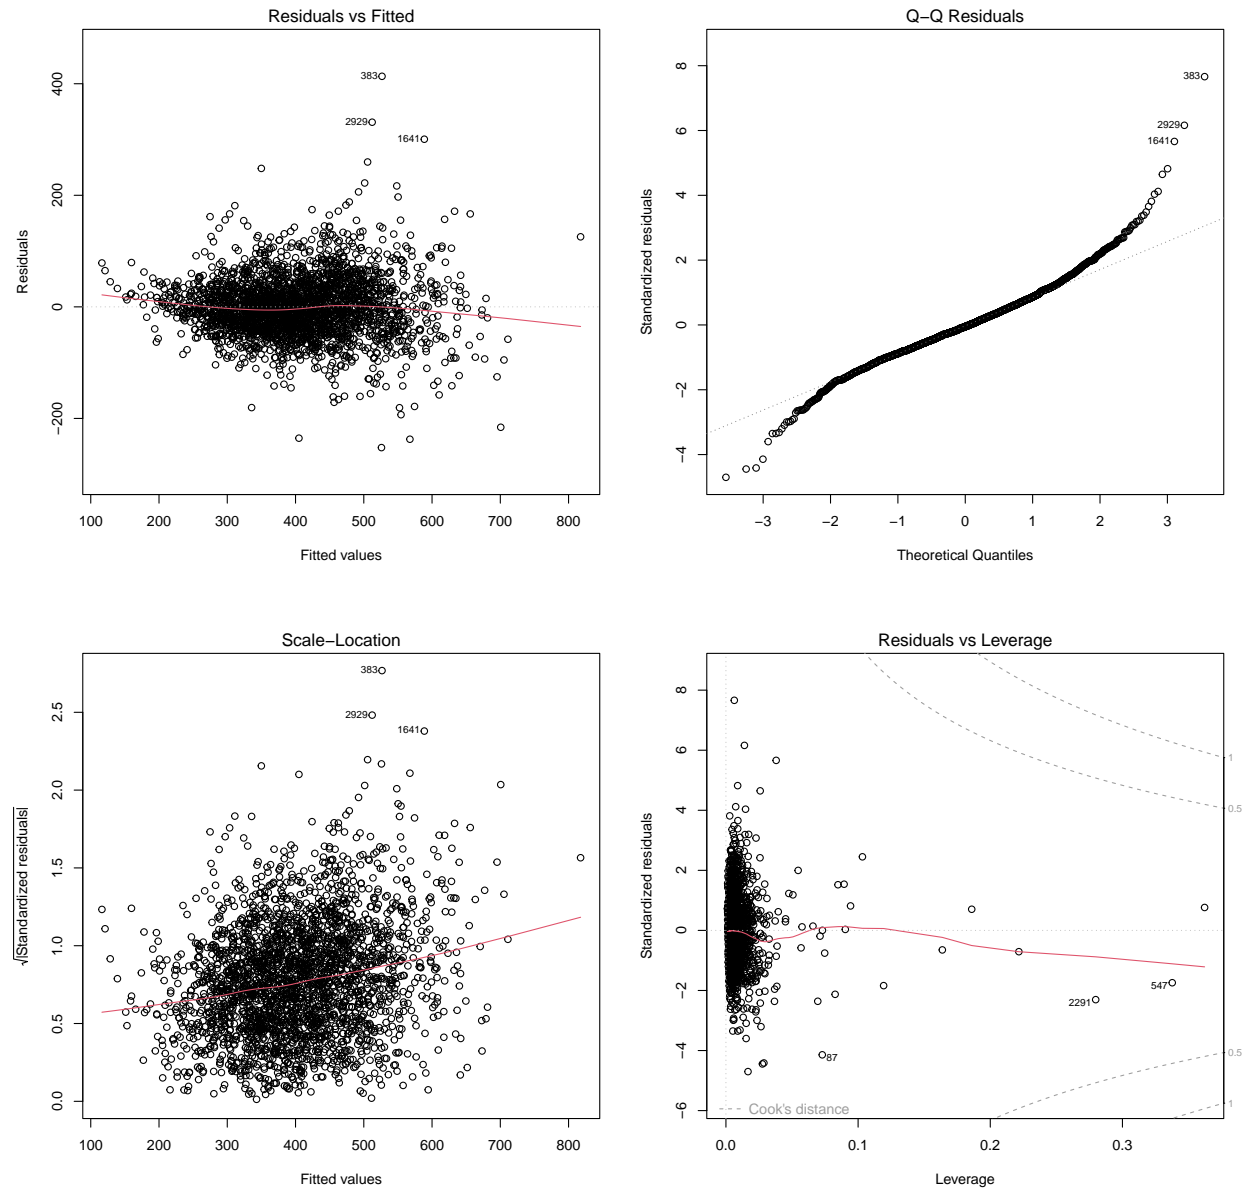 Residuals vs Fitted
Residuals
400
200
0
−200
383
2929
1641
100 200 300 400 500 600 700 800
Fitted values
Q−Q Residuals
Standardized residuals
8
6
4
2
0
−2
−4
383
2929
1641
−3 −2 −1 0 1 2 3
Theoretical Quantiles
Scale−Location
√|Standardized residuals|
2.5
2.0
1.5
1.0
0.5
0.0
383
2929
1641
100 200 300 400 500 600 700 800
Fitted values
Residuals vs Leverage
Standardized residuals
8
6
4
2
0
−2
−4
−6
1
0.5
0.5
1
547
2291
87
Cook's distance
0.0 0.1 0.2 0.3
Leverage